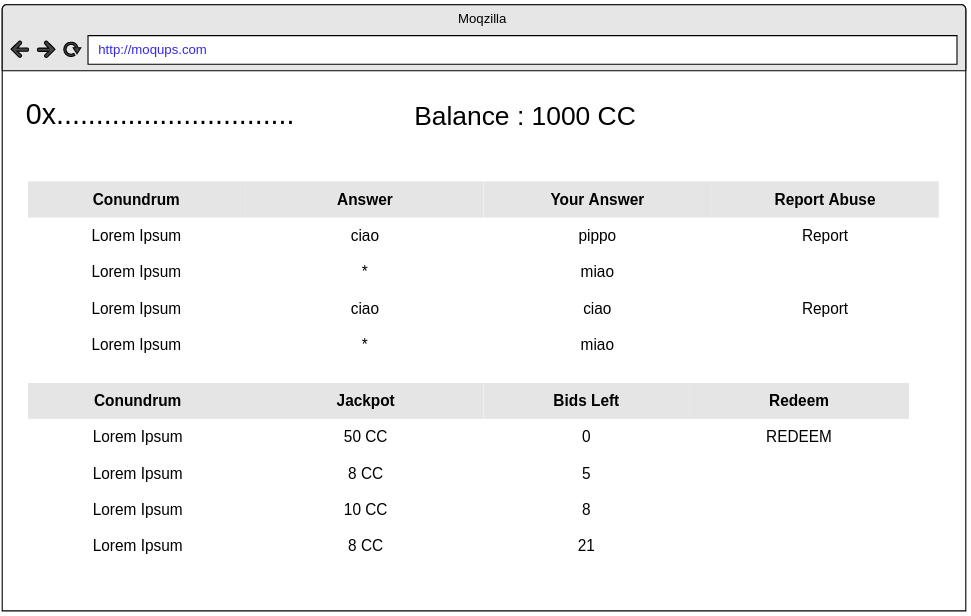 Moqzilla
http://moqups.com
0x.............................. Balance : 1000 CC
Conundrum Answer Your Answer Report Abuse
Lorem Ipsum ciao pippo Report
Lorem Ipsum * miao
Lorem Ipsum ciao ciao Report
Lorem Ipsum * miao
Conundrum Jackpot Bids Left Redeem
Lorem Ipsum 50 CC 0 REDEEM
Lorem Ipsum 8 CC 5
Lorem Ipsum 10 CC 8
Lorem Ipsum 8 CC 21